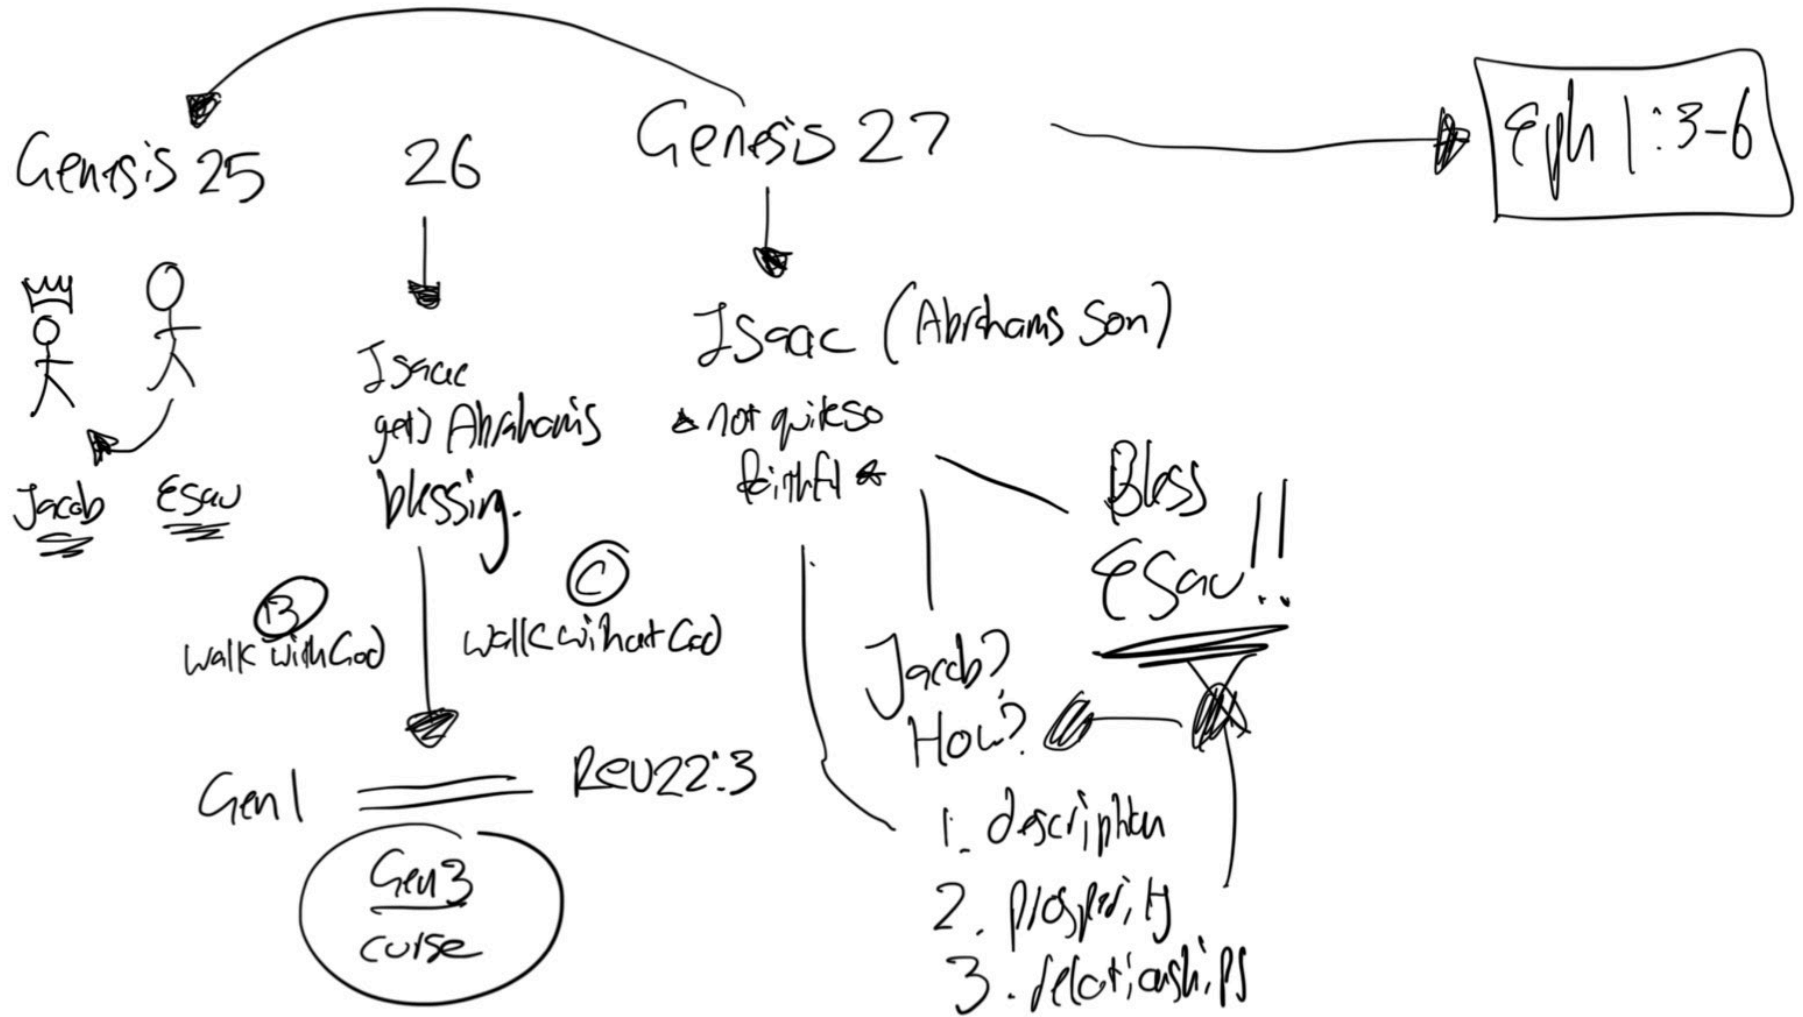 Genesis 25
26
Genesis 27
Eph 1:3-6
Jacob
Esau
Isaac
gets Abraham's
blessing.
B
walk with God
C
walk without God
Gen 1
Rev 22:3
Gen 3
curse
Isaac (Abrahams Son)
not quite so
faithful
Bless
Esau!!
Jacob?
How?
1. description
2. prosperity
3. relationships